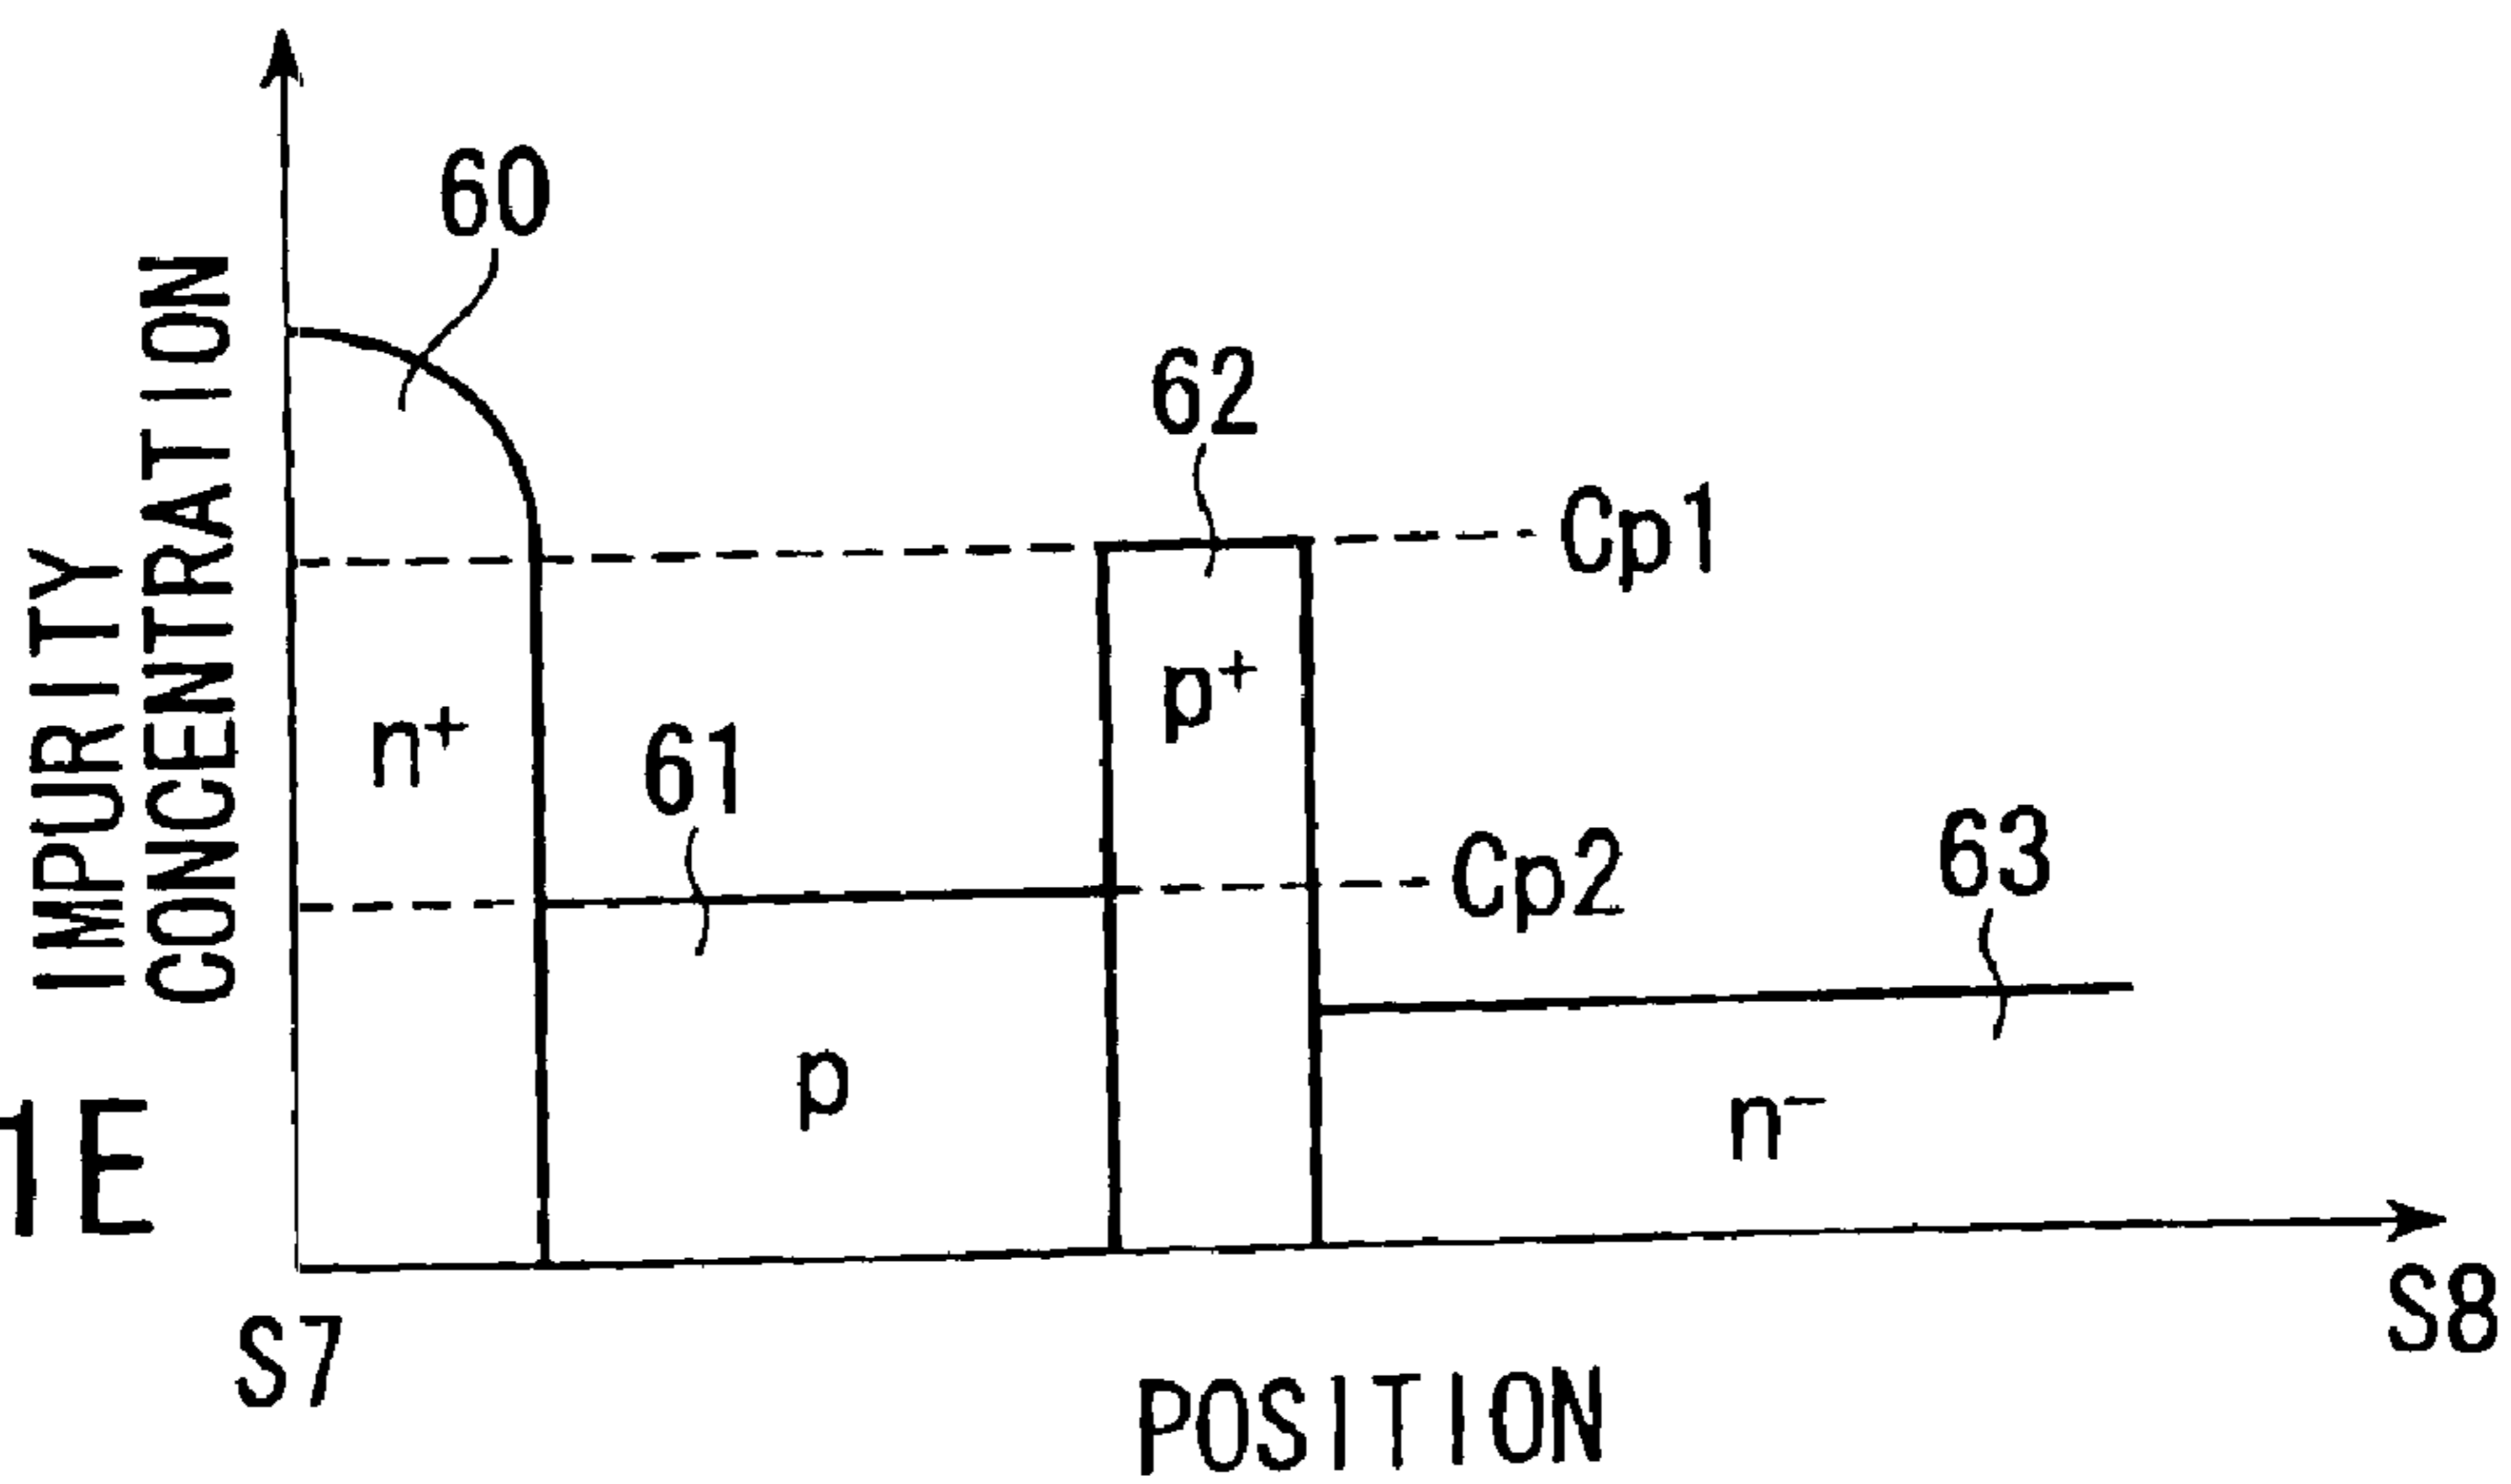 60
62
Cp1
IMPURITY
CONCENTRATION
p+
n+
61
Cp2
63
p
n−
1E
S7
S8
POSITION